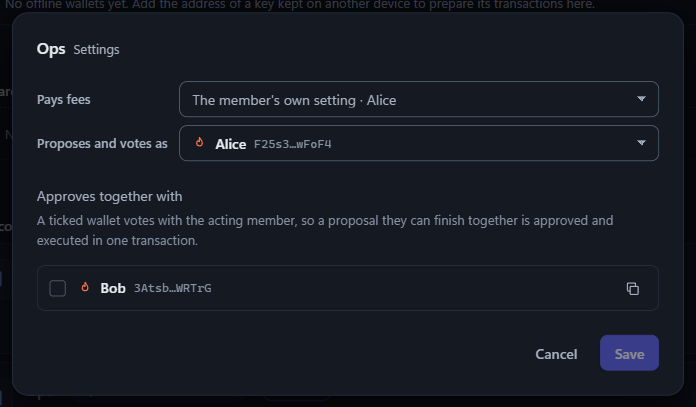 No offline wallets yet. Add the address of a key kept on another device to prepare its transactions here.
Ops Settings
Pays fees
The member's own setting · Alice
Proposes and votes as
Alice F25s3…wFoF4
Approves together with
A ticked wallet votes with the acting member, so a proposal they can finish together is approved and
executed in one transaction.
Bob 3Atsb…WRTrG
Cancel Save